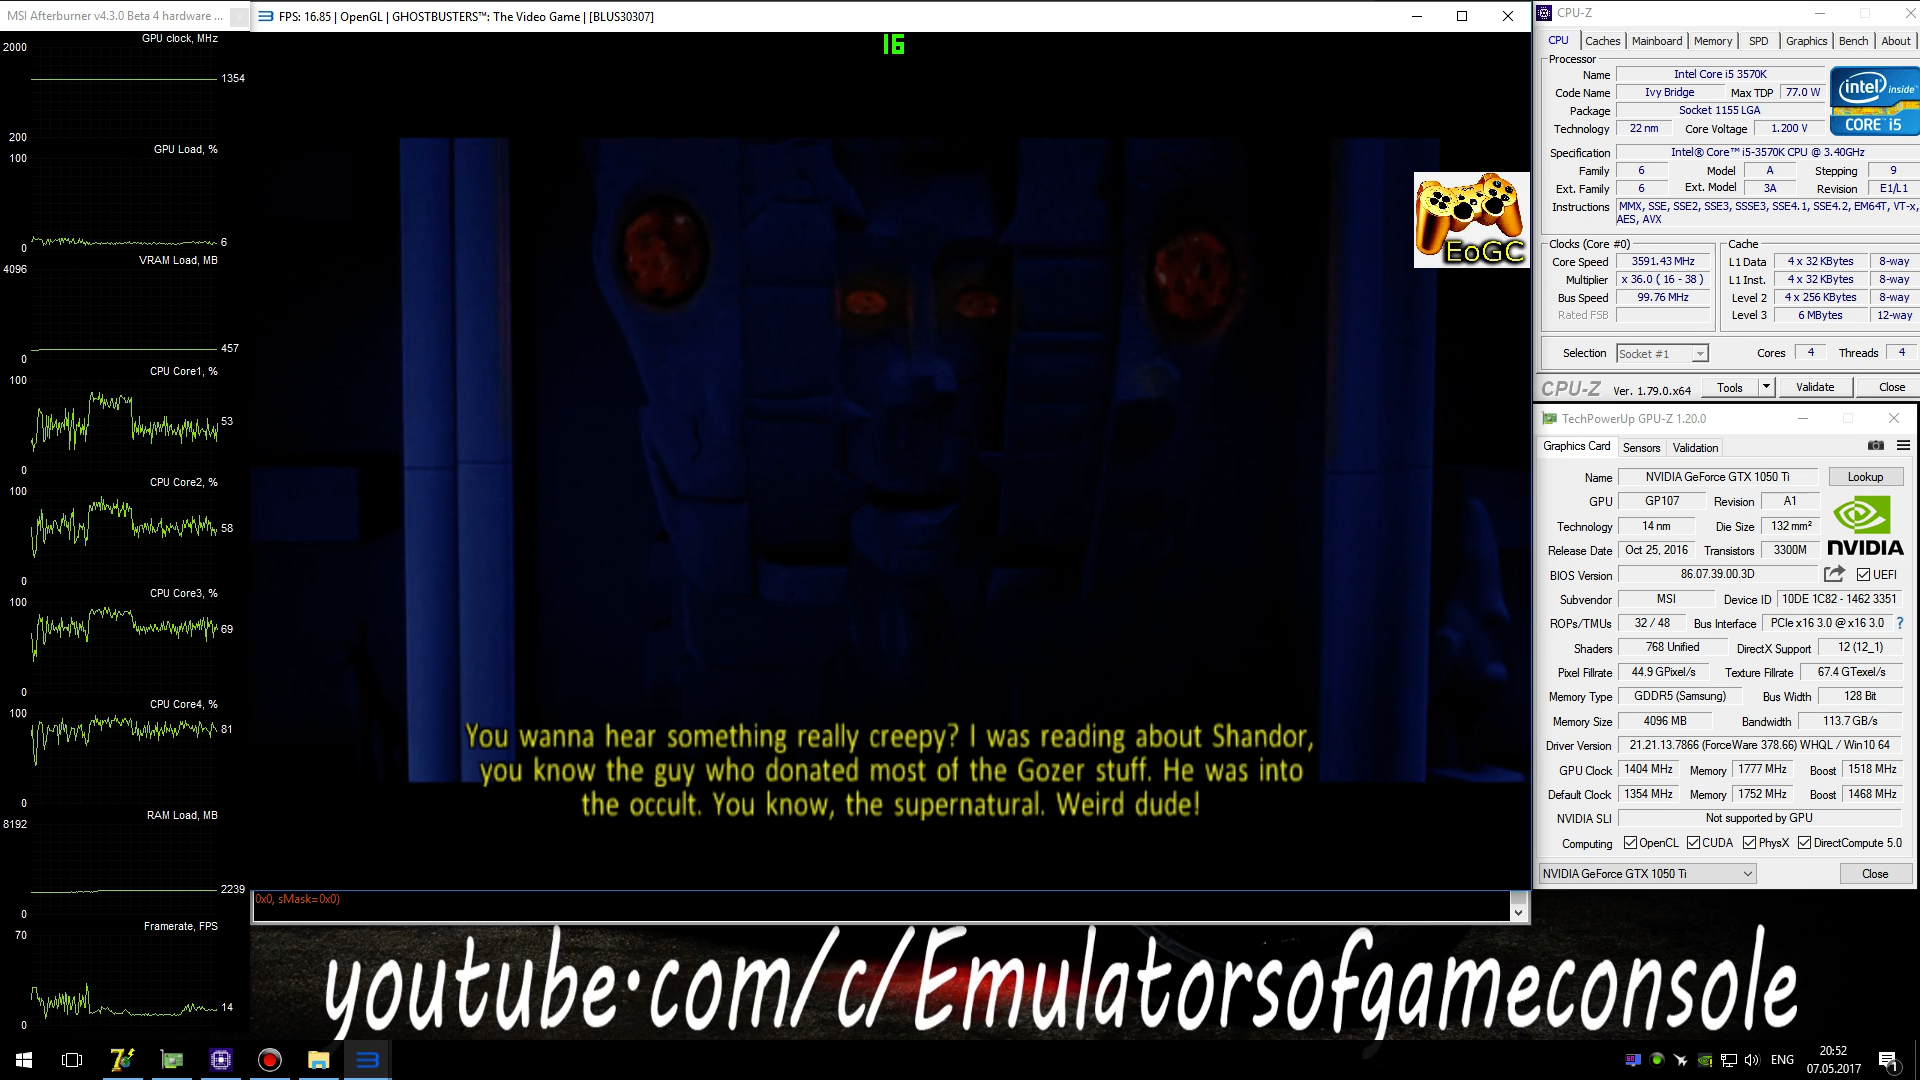 MSI Afterburner v4.3.0 Beta 4 hardware ...
GPU clock, MHz
2000
1354
200
GPU Load, %
100
6
0
VRAM Load, MB
4096
457
0
CPU Core1, %
100
53
0
CPU Core2, %
100
58
0
CPU Core3, %
100
69
0
CPU Core4, %
100
81
0
RAM Load, MB
8192
2239
0
Framerate, FPS
70
14
0
FPS: 16.85 | OpenGL | GHOSTBUSTERS™: The Video Game | [BLUS30307]
16
EoGC
You wanna hear something really creepy? I was reading about Shandor,
you know the guy who donated most of the Gozer stuff. He was into
the occult. You know, the supernatural. Weird dude!
0x0, sMask=0x0)
youtube.com/c/Emulatorsofgameconsole
CPU-Z
CPU Caches Mainboard Memory SPD Graphics Bench About
Processor
Name Intel Core i5 3570K
Code Name Ivy Bridge Max TDP 77.0 W
Package Socket 1155 LGA
Technology 22 nm Core Voltage 1.200 V
intel inside™
CORE™ i5
Specification Intel® Core™ i5-3570K CPU @ 3.40GHz
Family 6 Model A Stepping 9
Ext. Family 6 Ext. Model 3A Revision E1/L1
Instructions MMX, SSE, SSE2, SSE3, SSSE3, SSE4.1, SSE4.2, EM64T, VT-x,
AES, AVX
Clocks (Core #0) Cache
Core Speed 3591.43 MHz L1 Data 4 x 32 KBytes 8-way
Multiplier x 36.0 ( 16 - 38 ) L1 Inst. 4 x 32 KBytes 8-way
Bus Speed 99.76 MHz Level 2 4 x 256 KBytes 8-way
Rated FSB Level 3 6 MBytes 12-way
Selection Socket #1 Cores 4 Threads 4
CPU-Z Ver. 1.79.0.x64 Tools Validate Close
TechPowerUp GPU-Z 1.20.0
Graphics Card Sensors Validation
Name NVIDIA GeForce GTX 1050 Ti Lookup
GPU GP107 Revision A1
Technology 14 nm Die Size 132 mm²
Release Date Oct 25, 2016 Transistors 3300M
NVIDIA
BIOS Version 86.07.39.00.3D UEFI
Subvendor MSI Device ID 10DE 1C82 - 1462 3351
ROPs/TMUs 32 / 48 Bus Interface PCIe x16 3.0 @ x16 3.0 ?
Shaders 768 Unified DirectX Support 12 (12_1)
Pixel Fillrate 44.9 GPixel/s Texture Fillrate 67.4 GTexel/s
Memory Type GDDR5 (Samsung) Bus Width 128 Bit
Memory Size 4096 MB Bandwidth 113.7 GB/s
Driver Version 21.21.13.7866 (ForceWare 378.66) WHQL / Win10 64
GPU Clock 1404 MHz Memory 1777 MHz Boost 1518 MHz
Default Clock 1354 MHz Memory 1752 MHz Boost 1468 MHz
NVIDIA SLI Not supported by GPU
Computing OpenCL CUDA PhysX DirectCompute 5.0
NVIDIA GeForce GTX 1050 Ti Close
ENG
20:52
07.05.2017
1